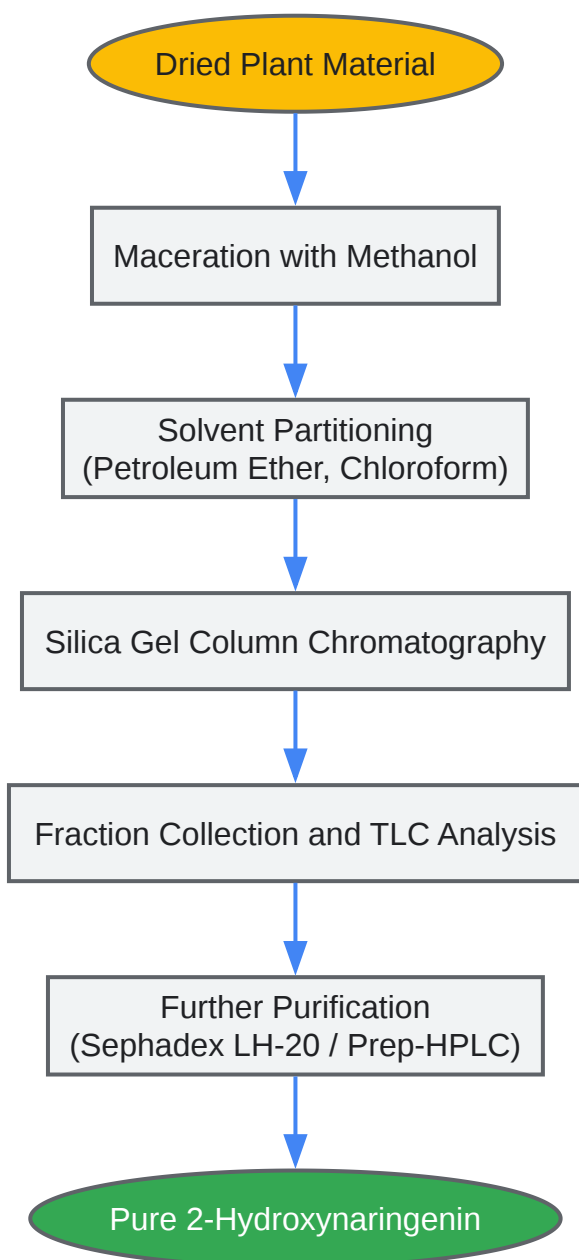 Dried Plant Material
Maceration with Methanol
Solvent Partitioning
(Petroleum Ether, Chloroform)
Silica Gel Column Chromatography
Fraction Collection and TLC Analysis
Further Purification
(Sephadex LH-20 / Prep-HPLC)
Pure 2-Hydroxynaringenin